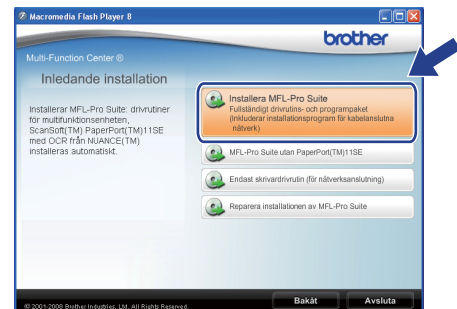 Macromedia Flash Player 8
brother
Multi-Function Center ®
Inledande installation
Installerar MFL-Pro Suite: drivrutiner
för multifunktionsenheten,
ScanSoft(TM) PaperPort(TM)11SE
med OCR från NUANCE(TM)
installeras automatiskt.
Installera MFL-Pro Suite
Fullständigt drivrutins- och programpaket
(Inkluderar installationsprogram för kabelanslutna
nätverk)
MFL-Pro Suite utan PaperPort(TM)11SE
Endast skrivardrivrutin (för nätverksanslutning)
Reparera installationen av MFL-Pro Suite
© 2001-2008 Brother Industries, Ltd. All Rights Reserved.
Bakåt
Avsluta